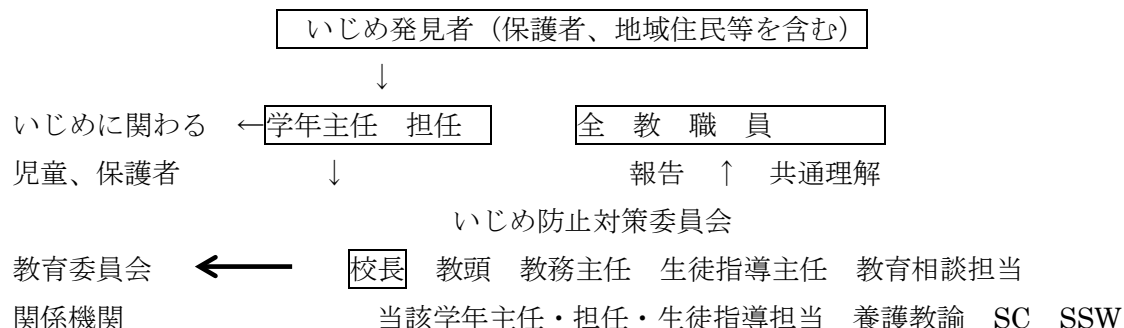 いじめ発見者（保護者、地域住民等を含む）
↓
いじめに関わる ←学年主任 担任 全教職員
児童、保護者 ↓ 報告 ↑ 共通理解
いじめ防止対策委員会
教育委員会 ← 校長 教頭 教務主任 生徒指導主任 教育相談担当
関係機関 当該学年主任・担任・生徒指導担当 養護教諭 SC SSW